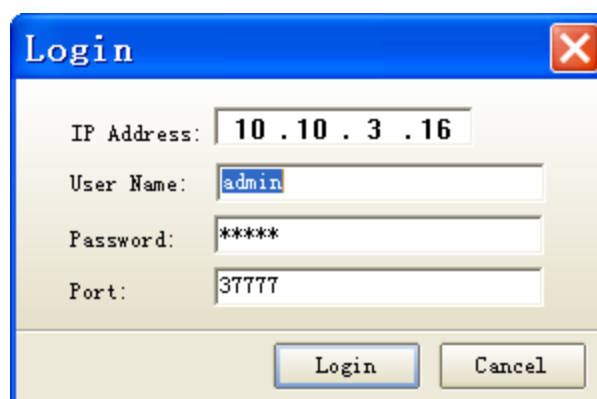 Login
IP Address: 10 . 10 . 3 . 16
User Name: admin
Password: *****
Port: 37777
Login Cancel